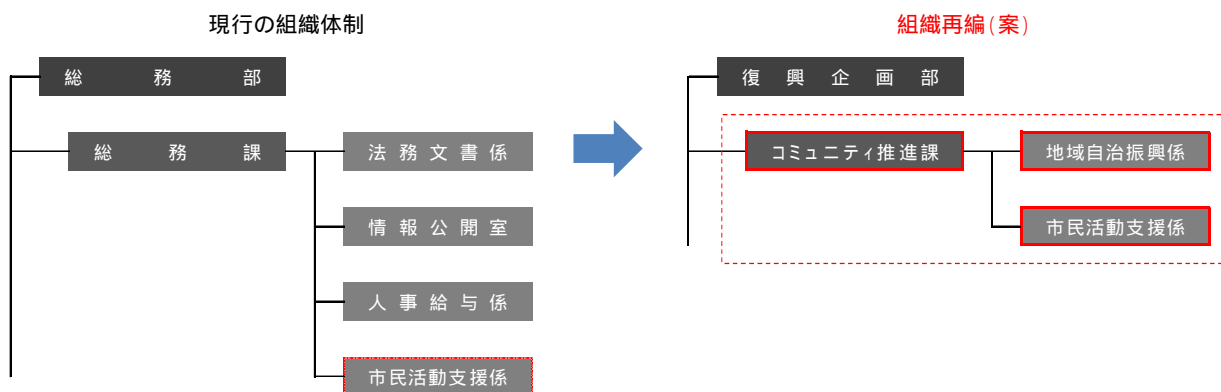 現行の組織体制
総務部
総務課
法務文書係
情報公開室
人事給与係
市民活動支援係
組織再編(案)
復興企画部
コミュニティ推進課
地域自治振興係
市民活動支援係